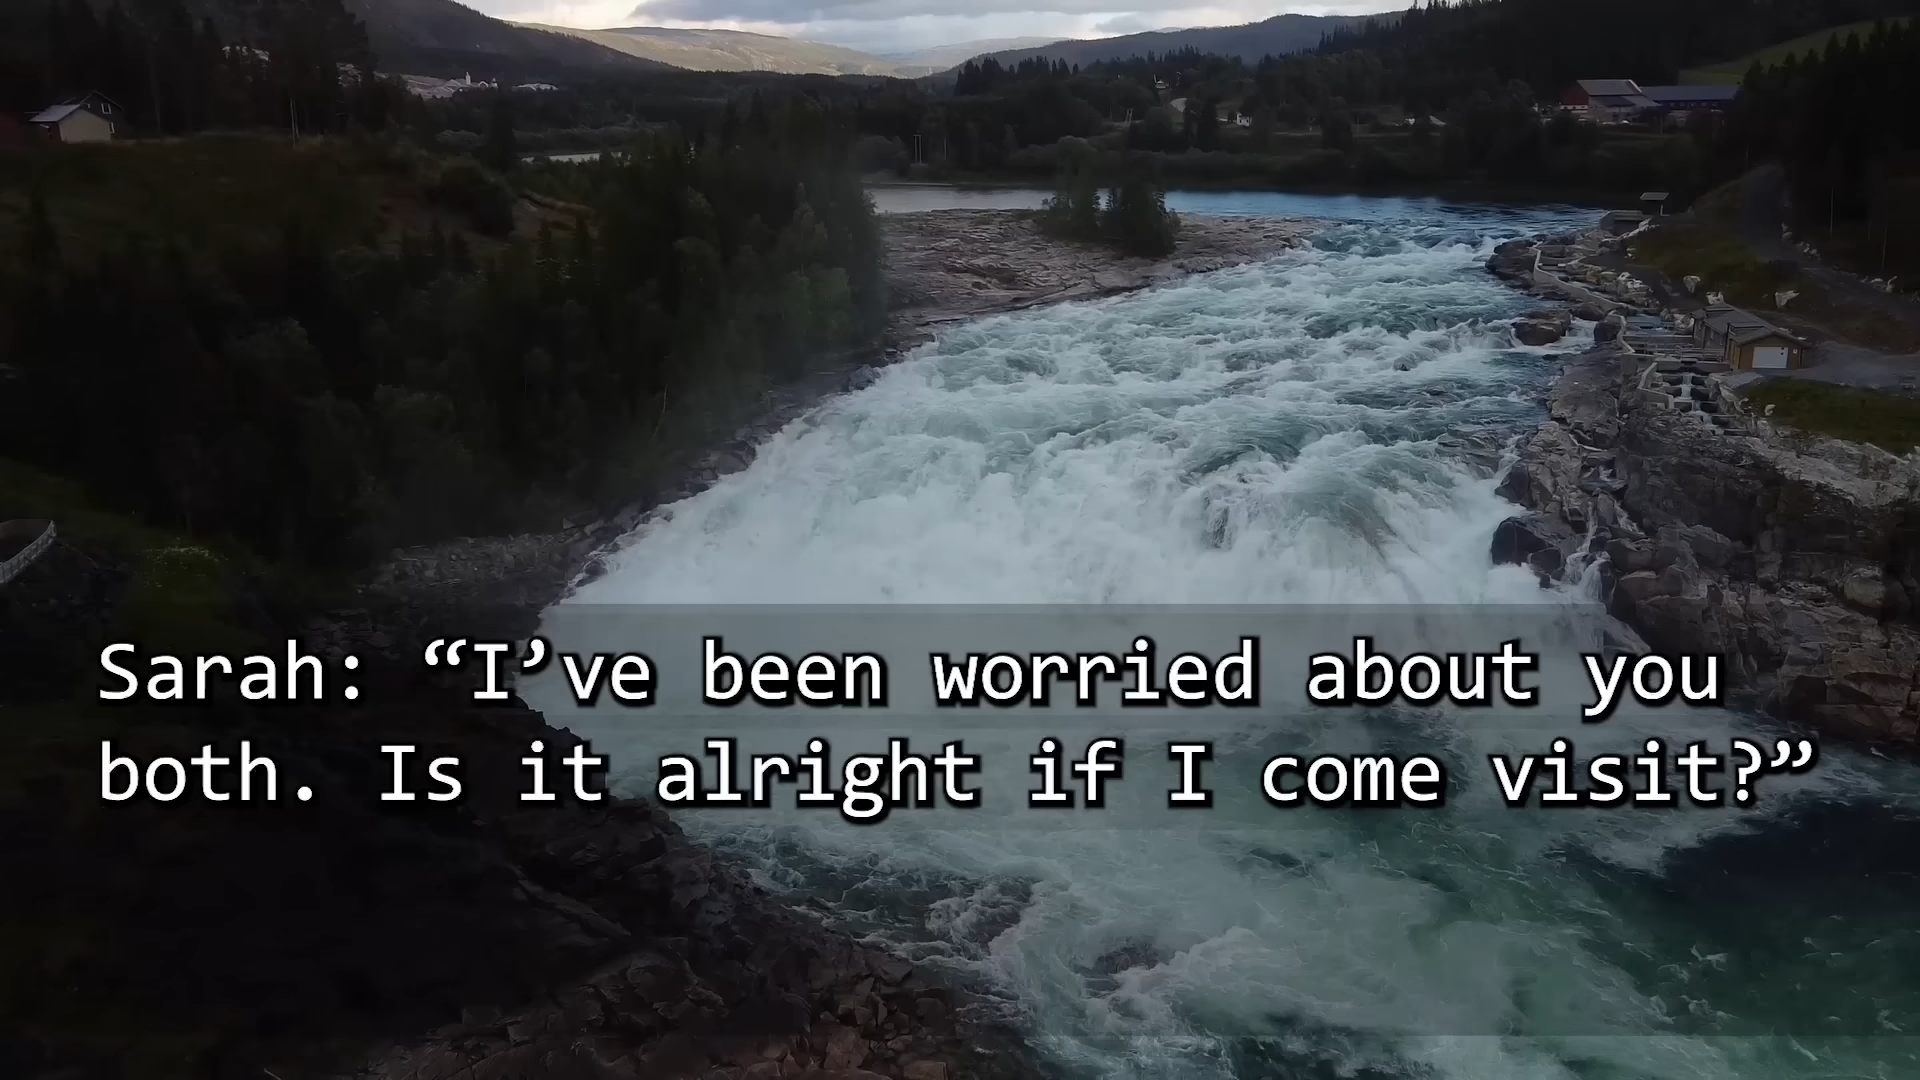 Sarah: “I’ve been worried about you
both. Is it alright if I come visit?”